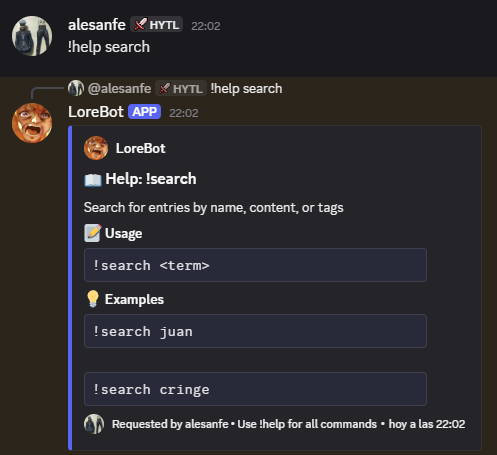 alesanfe HYTL 22:02
!help search
@alesanfe HYTL !help search
LoreBot APP 22:02
LoreBot
Help: !search
Search for entries by name, content, or tags
Usage
!search <term>
Examples
!search juan
!search cringe
Requested by alesanfe • Use !help for all commands • hoy a las 22:02